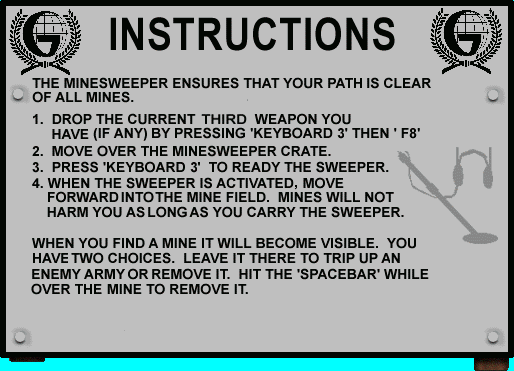 INSTRUCTIONS
THE MINESWEEPER ENSURES THAT YOUR PATH IS CLEAR
OF ALL MINES.
1. DROP THE CURRENT THIRD WEAPON YOU
HAVE (IF ANY) BY PRESSING 'KEYBOARD 3' THEN ' F8'
2. MOVE OVER THE MINESWEEPER CRATE.
3. PRESS 'KEYBOARD 3' TO READY THE SWEEPER.
4. WHEN THE SWEEPER IS ACTIVATED, MOVE
FORWARD INTO THE MINE FIELD. MINES WILL NOT
HARM YOU AS LONG AS YOU CARRY THE SWEEPER.
WHEN YOU FIND A MINE IT WILL BECOME VISIBLE. YOU
HAVE TWO CHOICES. LEAVE IT THERE TO TRIP UP AN
ENEMY ARMY OR REMOVE IT. HIT THE 'SPACEBAR' WHILE
OVER THE MINE TO REMOVE IT.